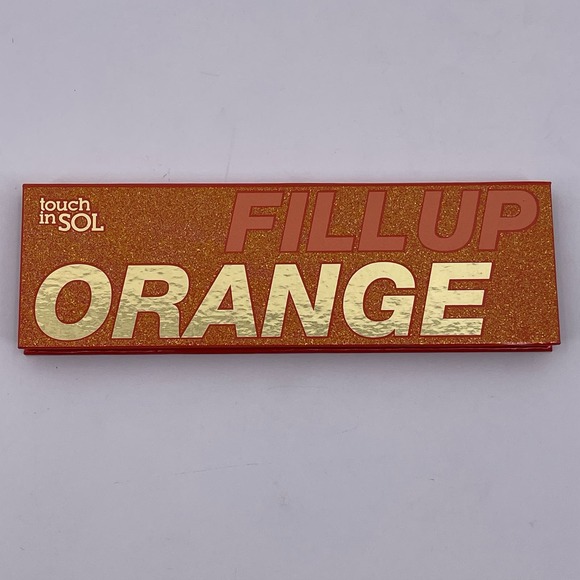 touch
in SOL
FILL UP
ORANGE